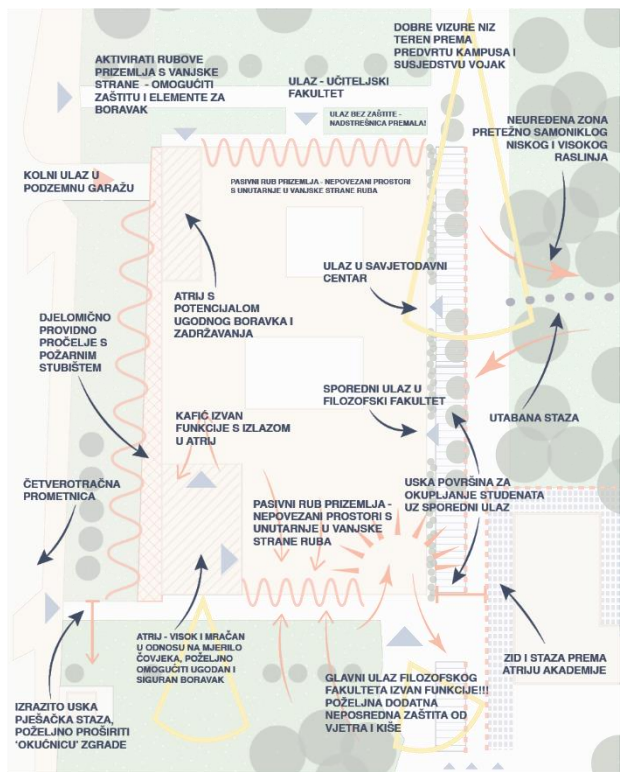 DOBRE VIZURE NIZ
TEREN PREMA
PREDVRTU KAMPUSA I
SUSJEDSTVU VOJAK
AKTIVIRATI RUBOVE
PRIZEMLJA S VANJSKE
STRANE - OMOGUĆITI
ZAŠTITU I ELEMENTE ZA
BORAVAK
ULAZ - UČITELJSKI
FAKULTET
ULAZ BEZ ZAŠTITE -
NADSTREŠNICA PREMALA!
NEUREĐENA ZONA
PRETEŽNO SAMONIKLOG
NISKOG I VISOKOG
RASLINJA
KOLNI ULAZ U
PODZEMNU GARAŽU
PASIVNI RUB PRIZEMLJA - NEPOVEZANI PROSTORI
S UNUTARNJE U VANJSKE STRANE RUBA
ULAZ U SAVJETODAVNI
CENTAR
ATRIJ S
POTENCIJALOM
UGODNOG BORAVKA I
ZADRŽAVANJA
DJELOMIČNO
PROVIDNO
PROČELJE S
POŽARNIM
STUBIŠTEM
SPOREDNI ULAZ U
FILOZOFSKI FAKULTET
UTABANA STAZA
KAFIĆ IZVAN
FUNKCIJE S IZLAZOM
U ATRIJ
ČETVEROTRAČNA
PROMETNICA
PASIVNI RUB PRIZEMLJA -
NEPOVEZANI PROSTORI S
UNUTARNJE U VANJSKE
STRANE RUBA
USKA POVRŠINA ZA
OKUPLJANJE STUDENATA
UZ SPOREDNI ULAZ
ATRIJ - VISOK I MRAČAN
U ODNOSU NA MJERILO
ČOVJEKA, POŽELJNO
OMOGUĆITI UGODAN I
SIGURAN BORAVAK
GLAVNI ULAZ FILOZOFSKOG
FAKULTETA IZVAN FUNKCIJE!!!
POŽELJNA DODATNA
NEPOSREDNA ZAŠTITA OD
VJETRA I KIŠE
ZID I STAZA PREMA
ATRIJU AKADEMIJE
IZRAZITO USKA
PJEŠAČKA STAZA,
POŽELJNO PROŠIRITI
'OKUĆNICU' ZGRADE